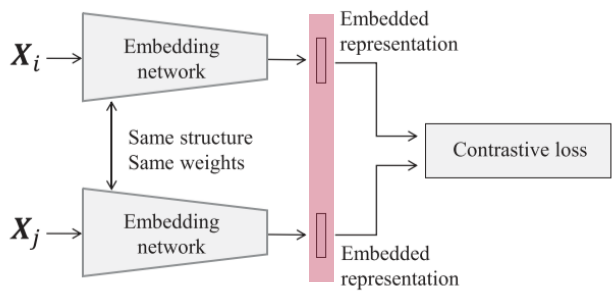 Embedded
representation
X_i
Embedding
network
Same structure
Same weights
Contrastive loss
X_j
Embedding
network
Embedded
representation